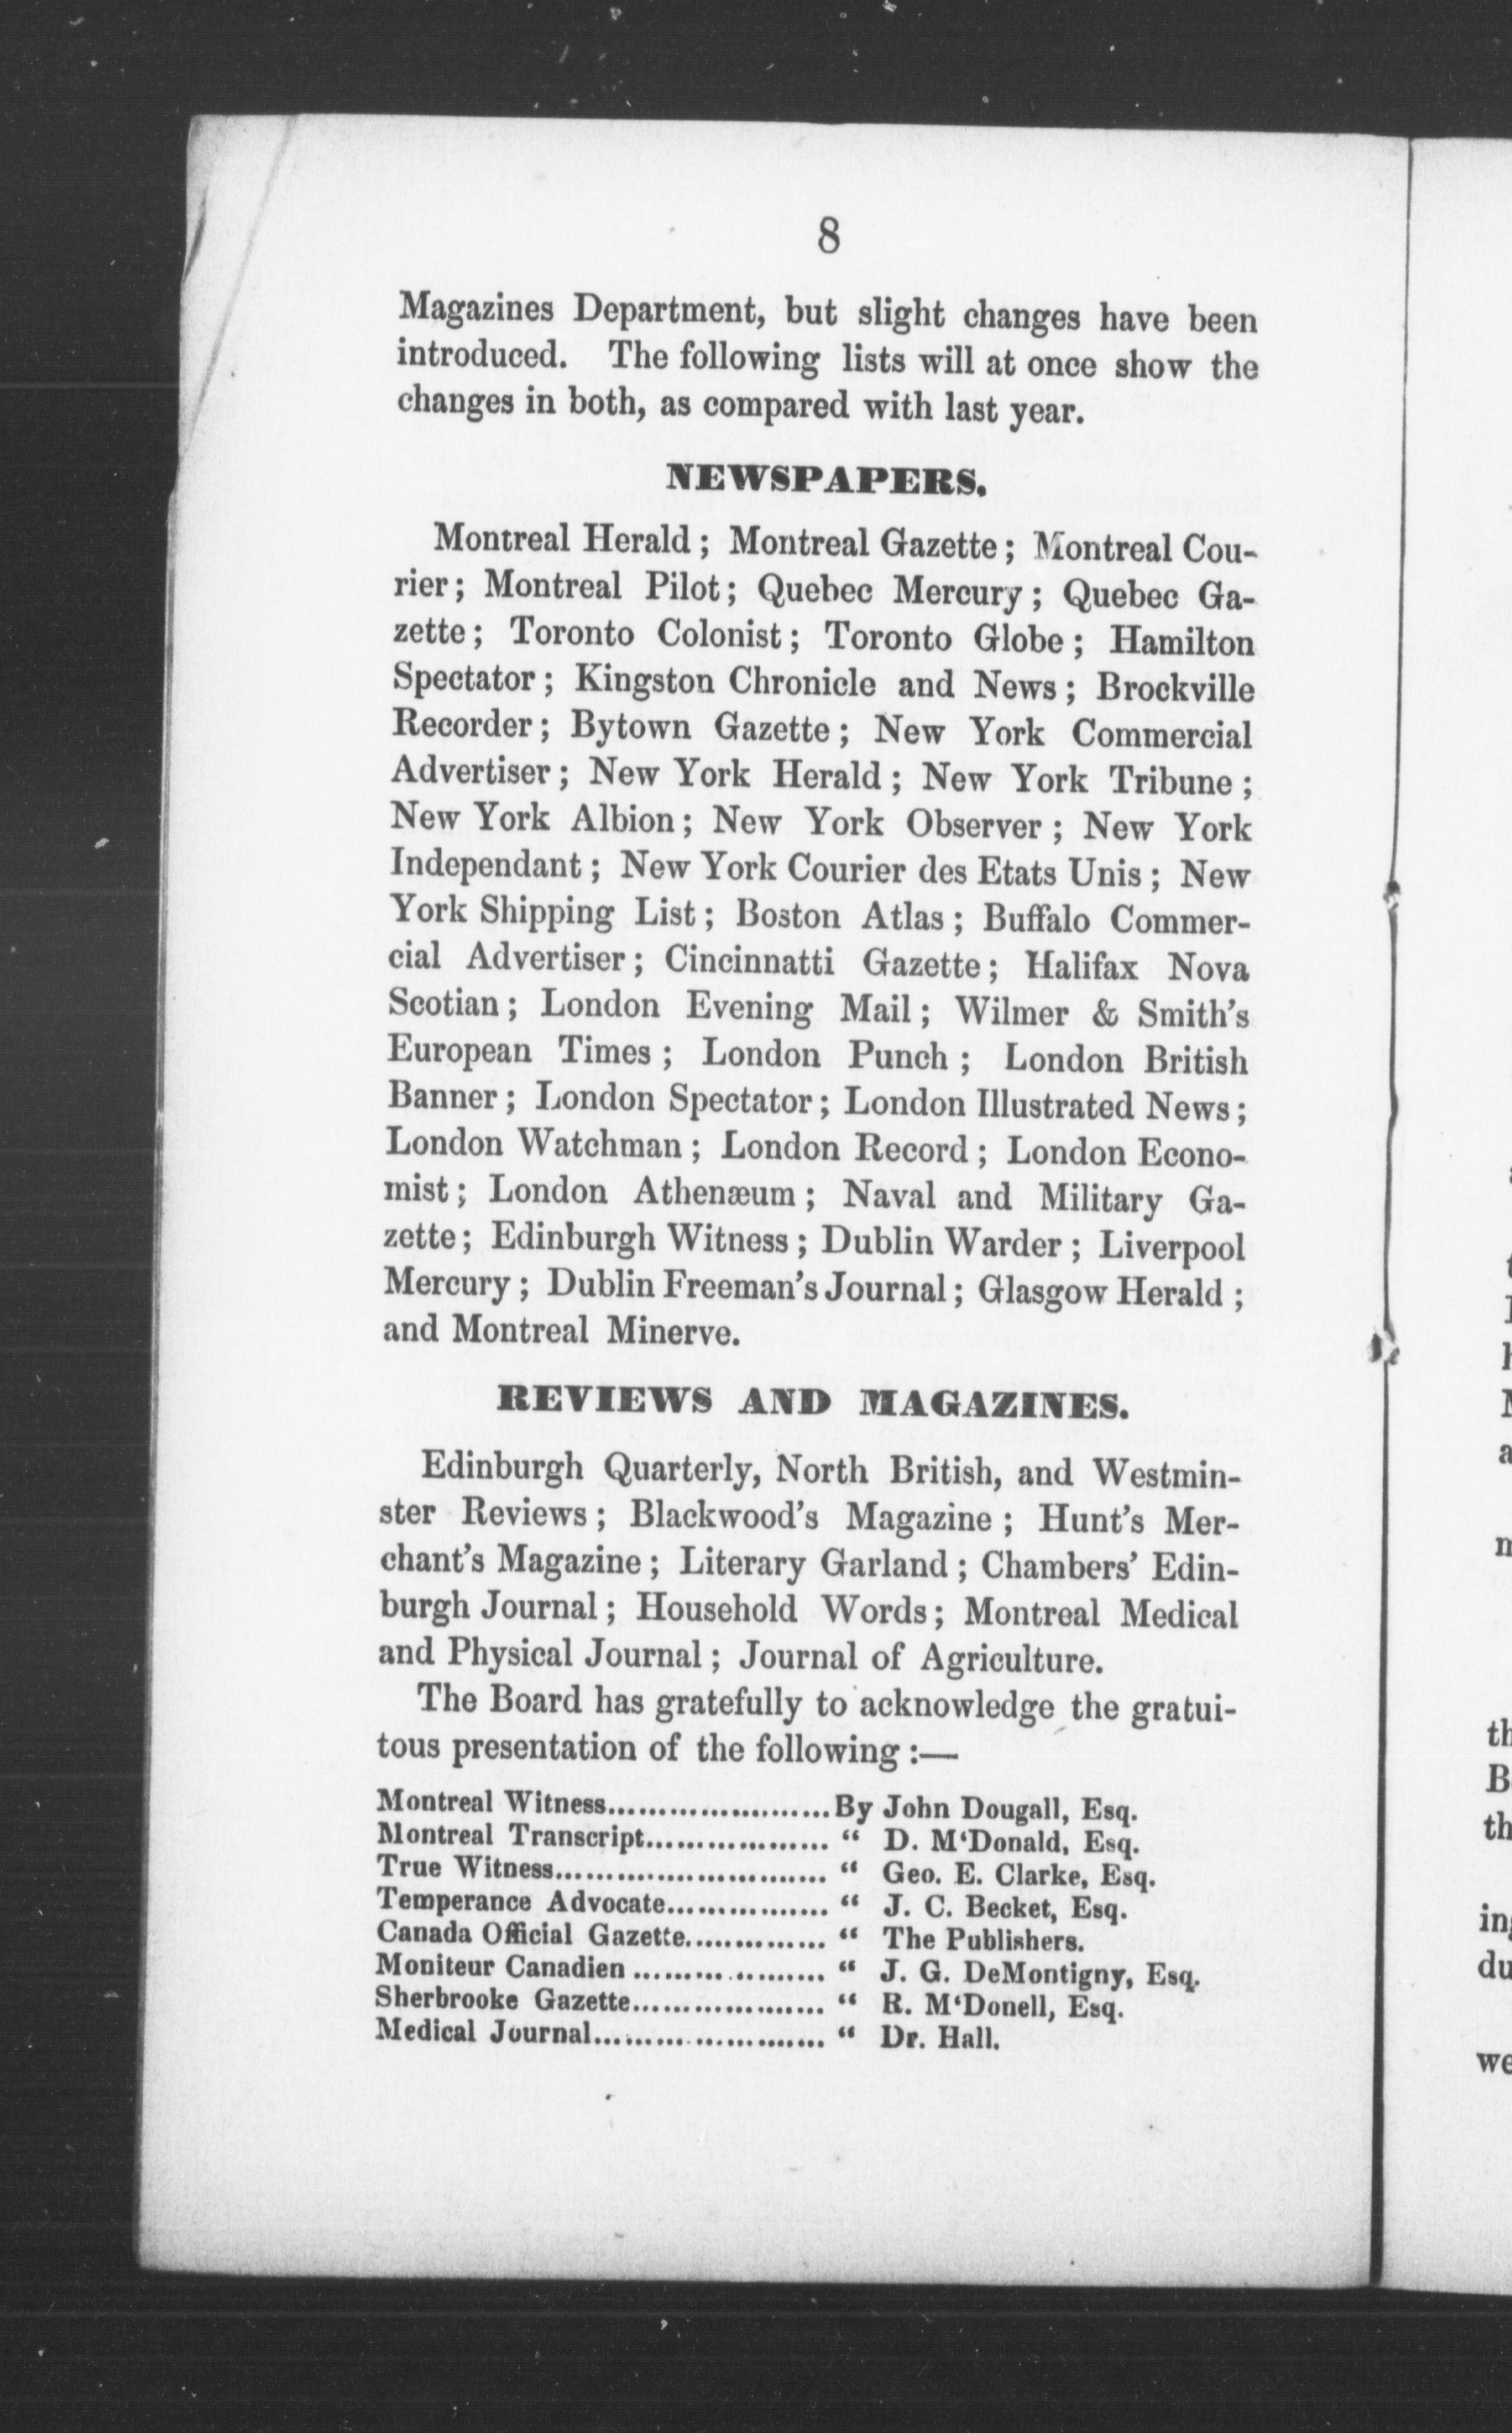 8
Magazines Department, but slight changes have been
introduced. The following lists will at once show the
changes in both, as compared with last year.
NEWSPAPERS.
Montreal Herald; Montreal Gazette; Montreal Cou-
rier; Montreal Pilot; Quebec Mercury; Quebec Ga-
zette; Toronto Colonist; Toronto Globe; Hamilton
Spectator; Kingston Chronicle and News; Brockville
Recorder; Bytown Gazette; New York Commercial
Advertiser; New York Herald; New York Tribune;
New York Albion; New York Observer; New York
Independant; New York Courier des Etats Unis; New
York Shipping List; Boston Atlas; Buffalo Commer-
cial Advertiser; Cincinnatti Gazette; Halifax Nova
Scotian; London Evening Mail; Wilmer & Smith's
European Times; London Punch; London British
Banner; London Spectator; London Illustrated News;
London Watchman; London Record; London Econo-
mist; London Athenæum; Naval and Military Ga-
zette; Edinburgh Witness; Dublin Warder; Liverpool
Mercury; Dublin Freeman's Journal; Glasgow Herald;
and Montreal Minerve.
REVIEWS AND MAGAZINES.
Edinburgh Quarterly, North British, and Westmin-
ster Reviews; Blackwood's Magazine; Hunt's Mer-
chant's Magazine; Literary Garland; Chambers' Edin-
burgh Journal; Household Words; Montreal Medical
and Physical Journal; Journal of Agriculture.
The Board has gratefully to acknowledge the gratui-
tous presentation of the following:—
Montreal Witness......................By John Dougall, Esq.
Montreal Transcript.................. “ D. M‘Donald, Esq.
True Witness........................... “ Geo. E. Clarke, Esq.
Temperance Advocate................ “ J. C. Becket, Esq.
Canada Official Gazette.............. “ The Publishers.
Moniteur Canadien ................... “ J. G. DeMontigny, Esq.
Sherbrooke Gazette................... “ R. M‘Donell, Esq.
Medical Journal....................... “ Dr. Hall.